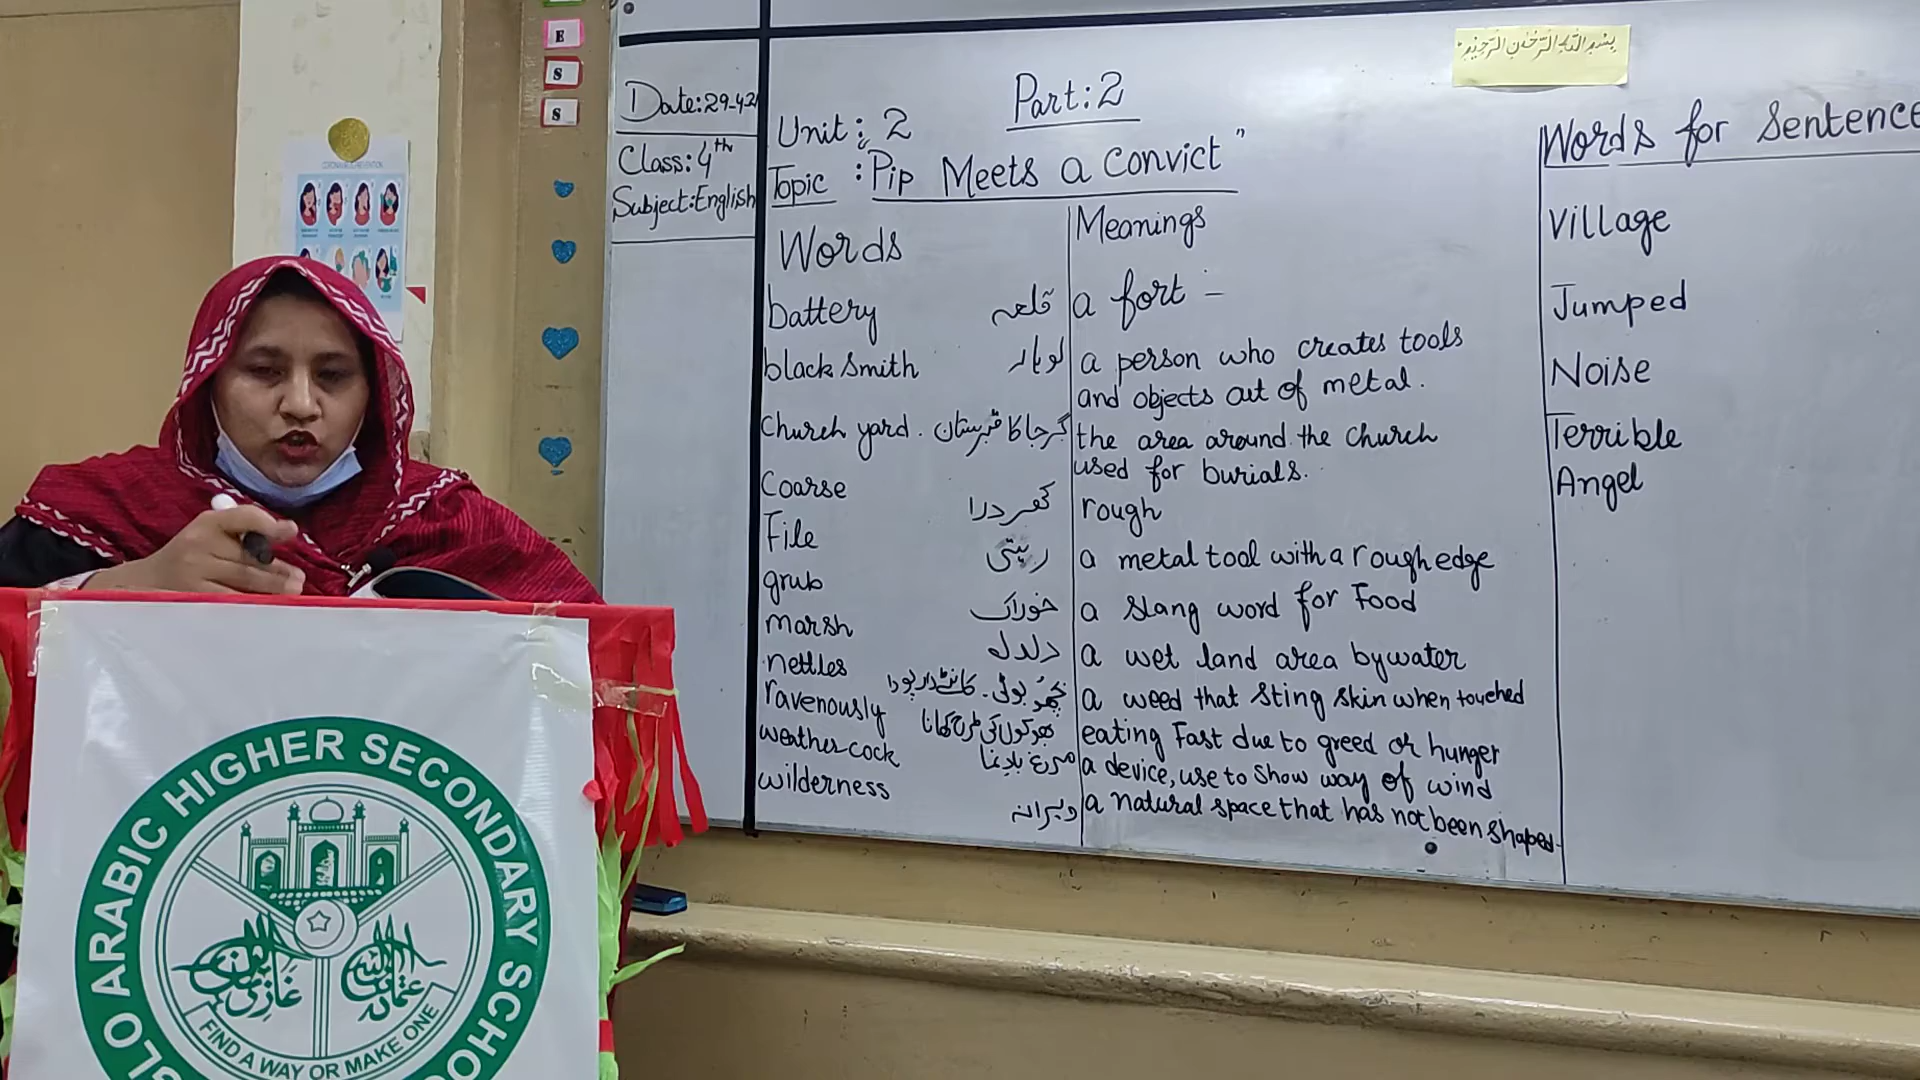 E
S
S
بسم اللہ الرحمٰن الرحیم
Date:29-4-21
Class:4th
Subject:English
Part:2
Unit: 2
Topic : "Pip Meets a Convict"
Words
Meanings
battery قلعہ a fort -
black smith لوہار a person who creates tools
and objects out of metal.
Church yard. گرجا کا قبرستان the area around the church
used for burials.
Coarse کھردرا rough
File ریتی a metal tool with a rough edge
grub خوراک a slang word for Food
marsh دلدل a wet land area by water
nettles بچھو بوٹی۔ کانٹے دار پودا a weed that sting skin when touched
ravenously بھوکوں کی طرح کھانا eating Fast due to greed or hunger
weather cock مرغ بادنما a device, use to show way of wind
wilderness ویرانہ a natural space that has not been shaped-
Words for Sentence
Village
Jumped
Noise
Terrible
Angel
GLO ARABIC HIGHER SECONDARY SCHOO
FIND A WAY OR MAKE ONE